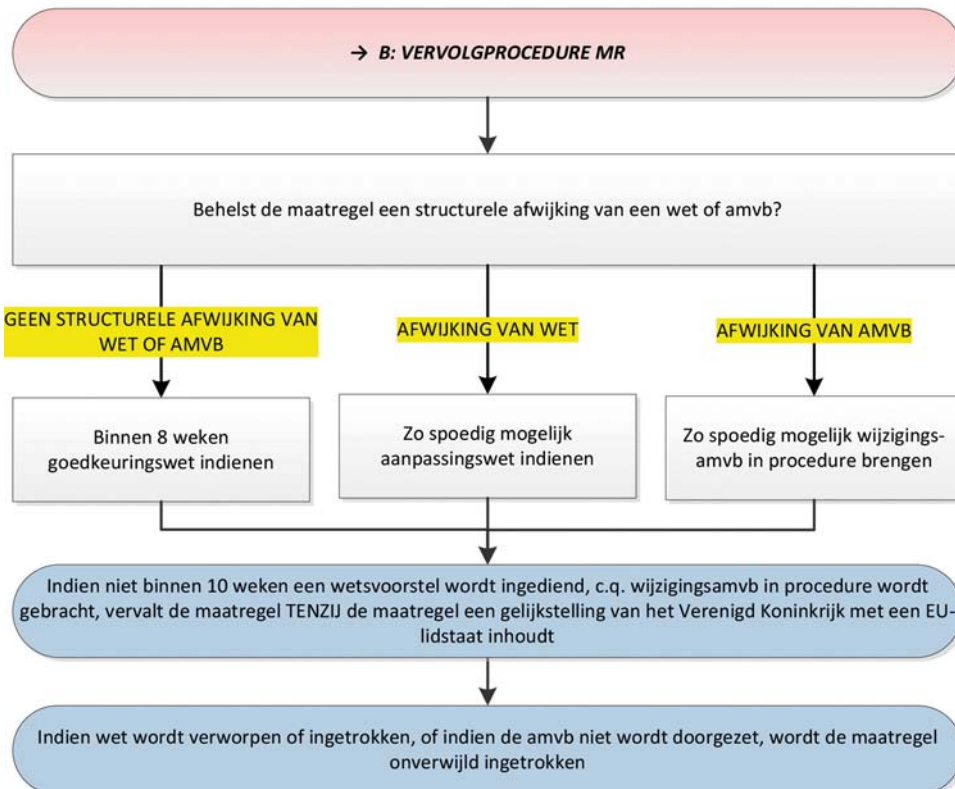 → B: VERVOLGPROCEDURE MR
Behelst de maatregel een structurele afwijking van een wet of amvb?
GEEN STRUCTURELE AFWIJKING VAN
WET OF AMVB
AFWIJKING VAN WET
AFWIJKING VAN AMVB
Binnen 8 weken
goedkeuringswet indienen
Zo spoedig mogelijk
aanpassingswet indienen
Zo spoedig mogelijk wijzigings-
amvb in procedure brengen
Indien niet binnen 10 weken een wetsvoorstel wordt ingediend, c.q. wijzigingsamvb in procedure wordt
gebracht, vervalt de maatregel TENZIJ de maatregel een gelijkstelling van het Verenigd Koninkrijk met een EU-
lidstaat inhoudt
Indien wet wordt verworpen of ingetrokken, of indien de amvb niet wordt doorgezet, wordt de maatregel
onverwijld ingetrokken